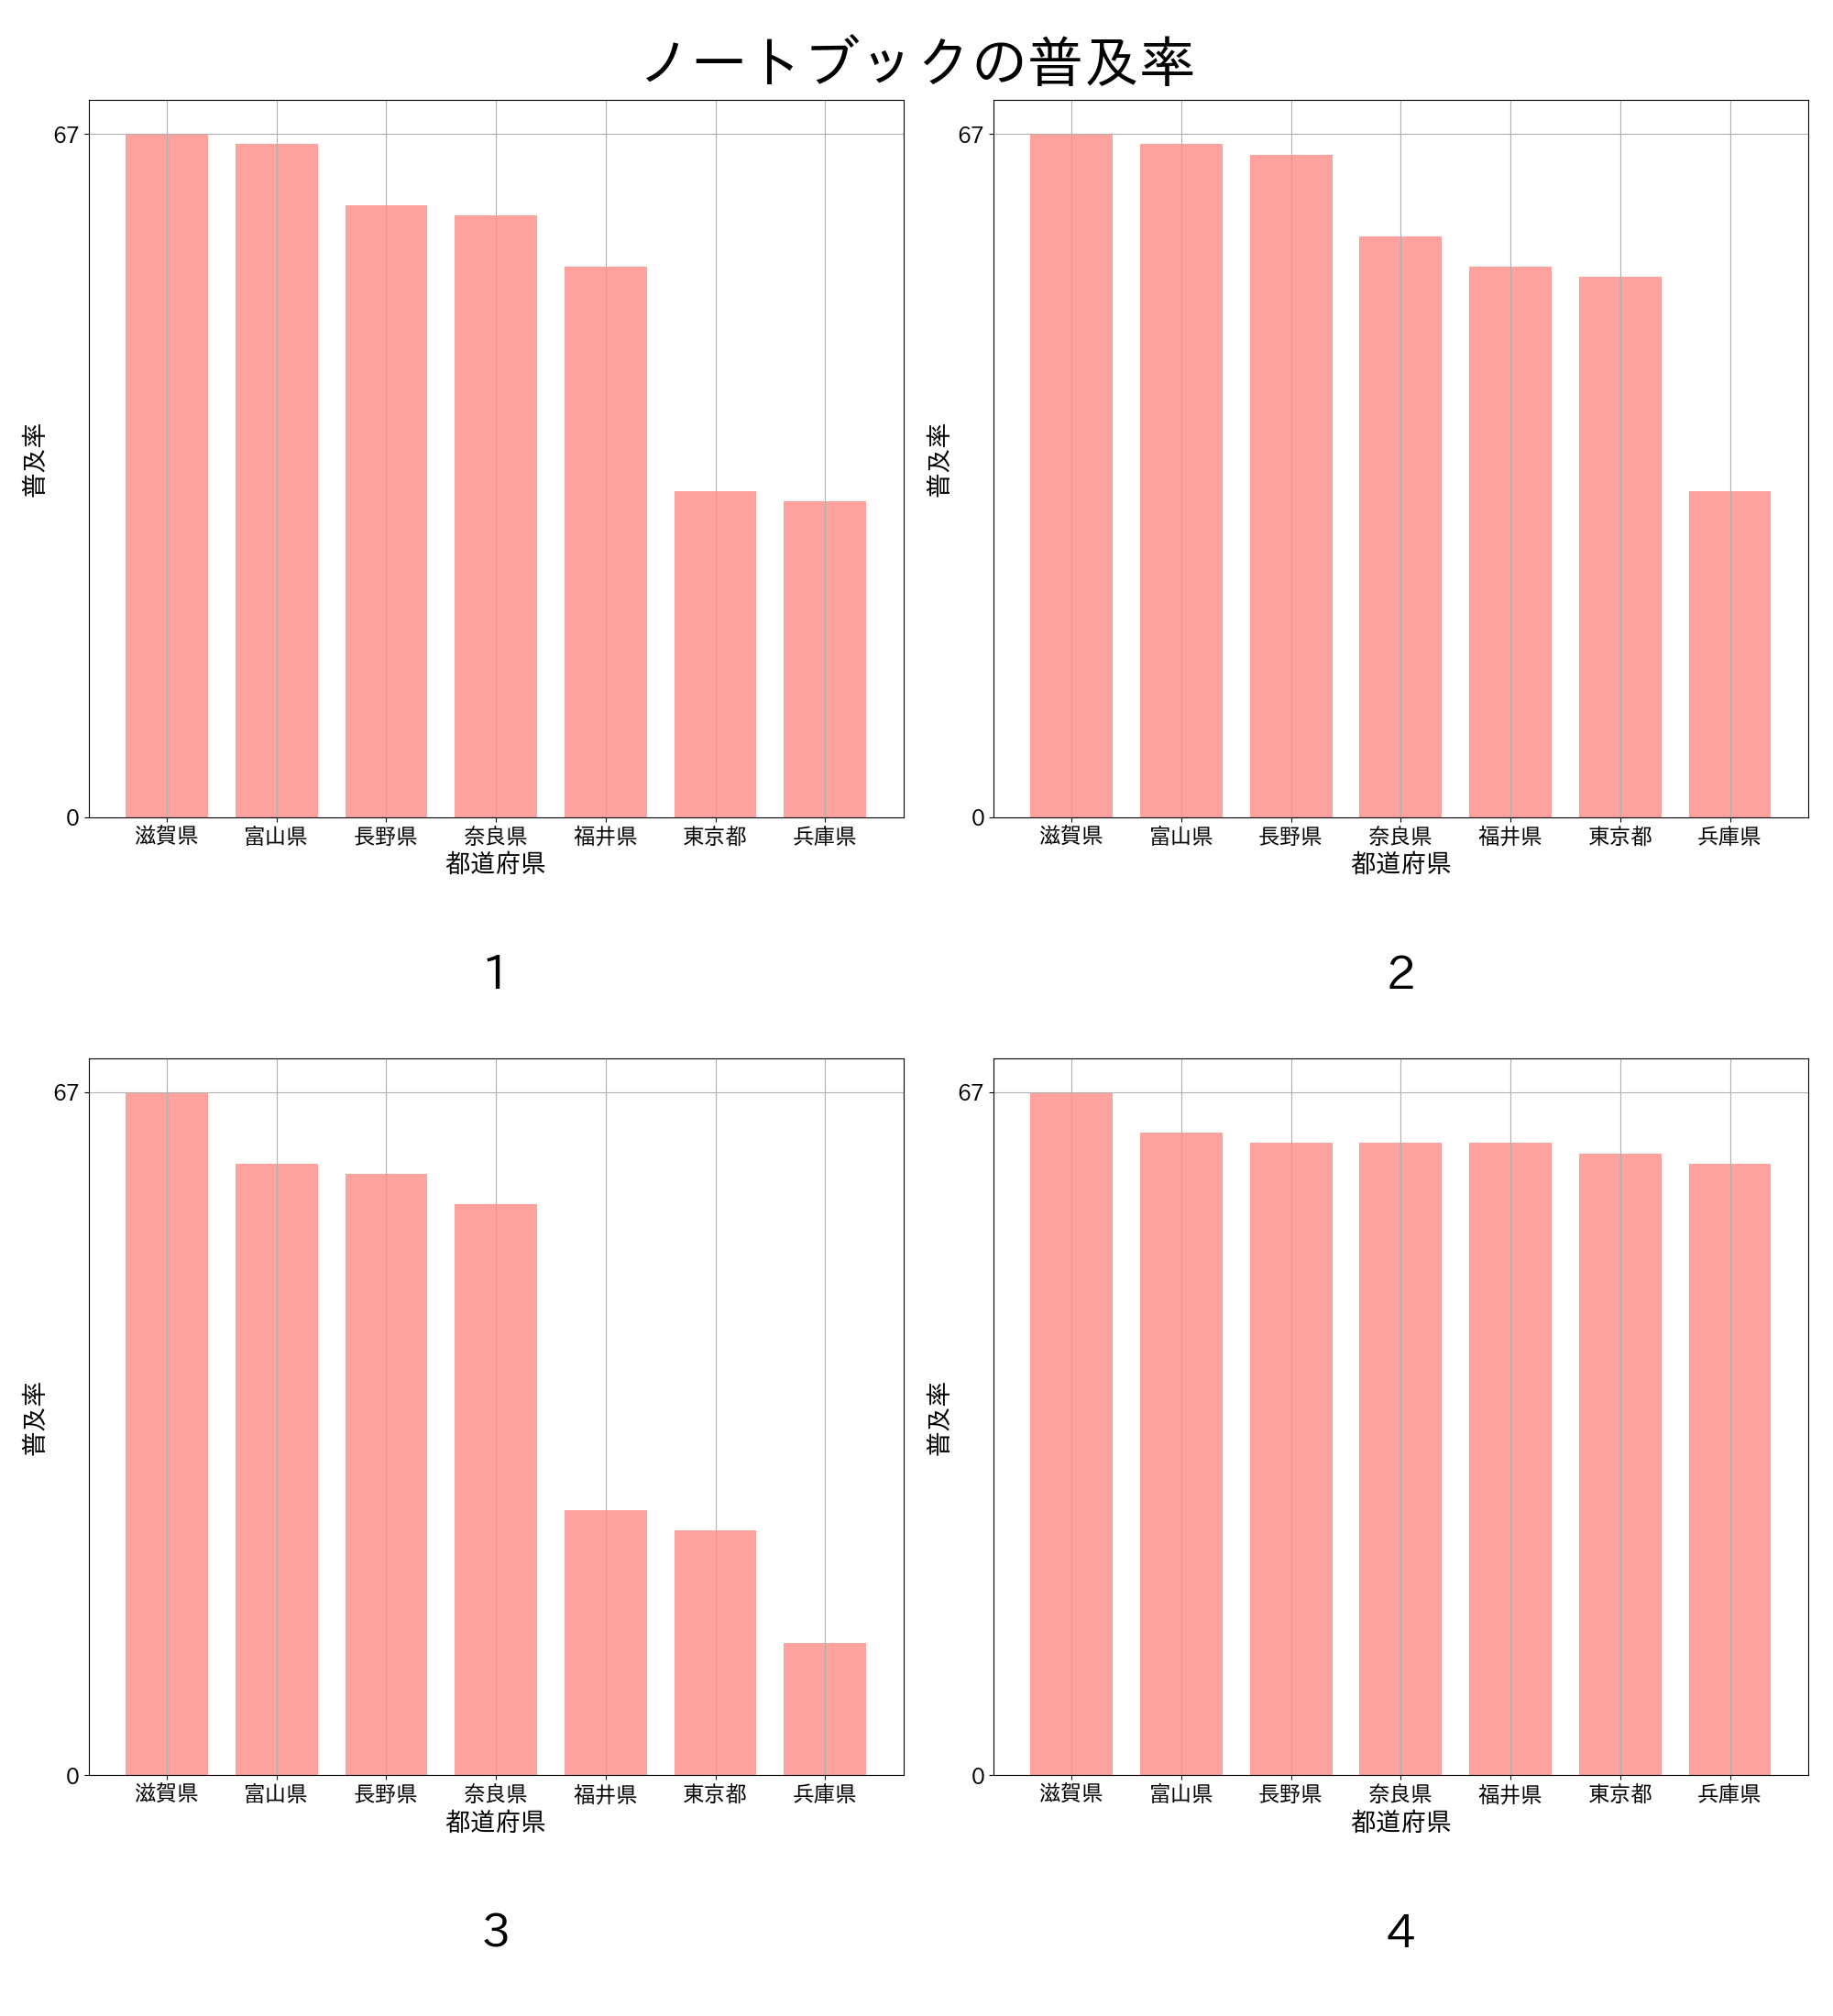 ノートブックの普及率
67
0
普及率
滋賀県 富山県 長野県 奈良県 福井県 東京都 兵庫県
都道府県
1
67
0
普及率
滋賀県 富山県 長野県 奈良県 福井県 東京都 兵庫県
都道府県
2
67
0
普及率
滋賀県 富山県 長野県 奈良県 福井県 東京都 兵庫県
都道府県
3
67
0
普及率
滋賀県 富山県 長野県 奈良県 福井県 東京都 兵庫県
都道府県
4